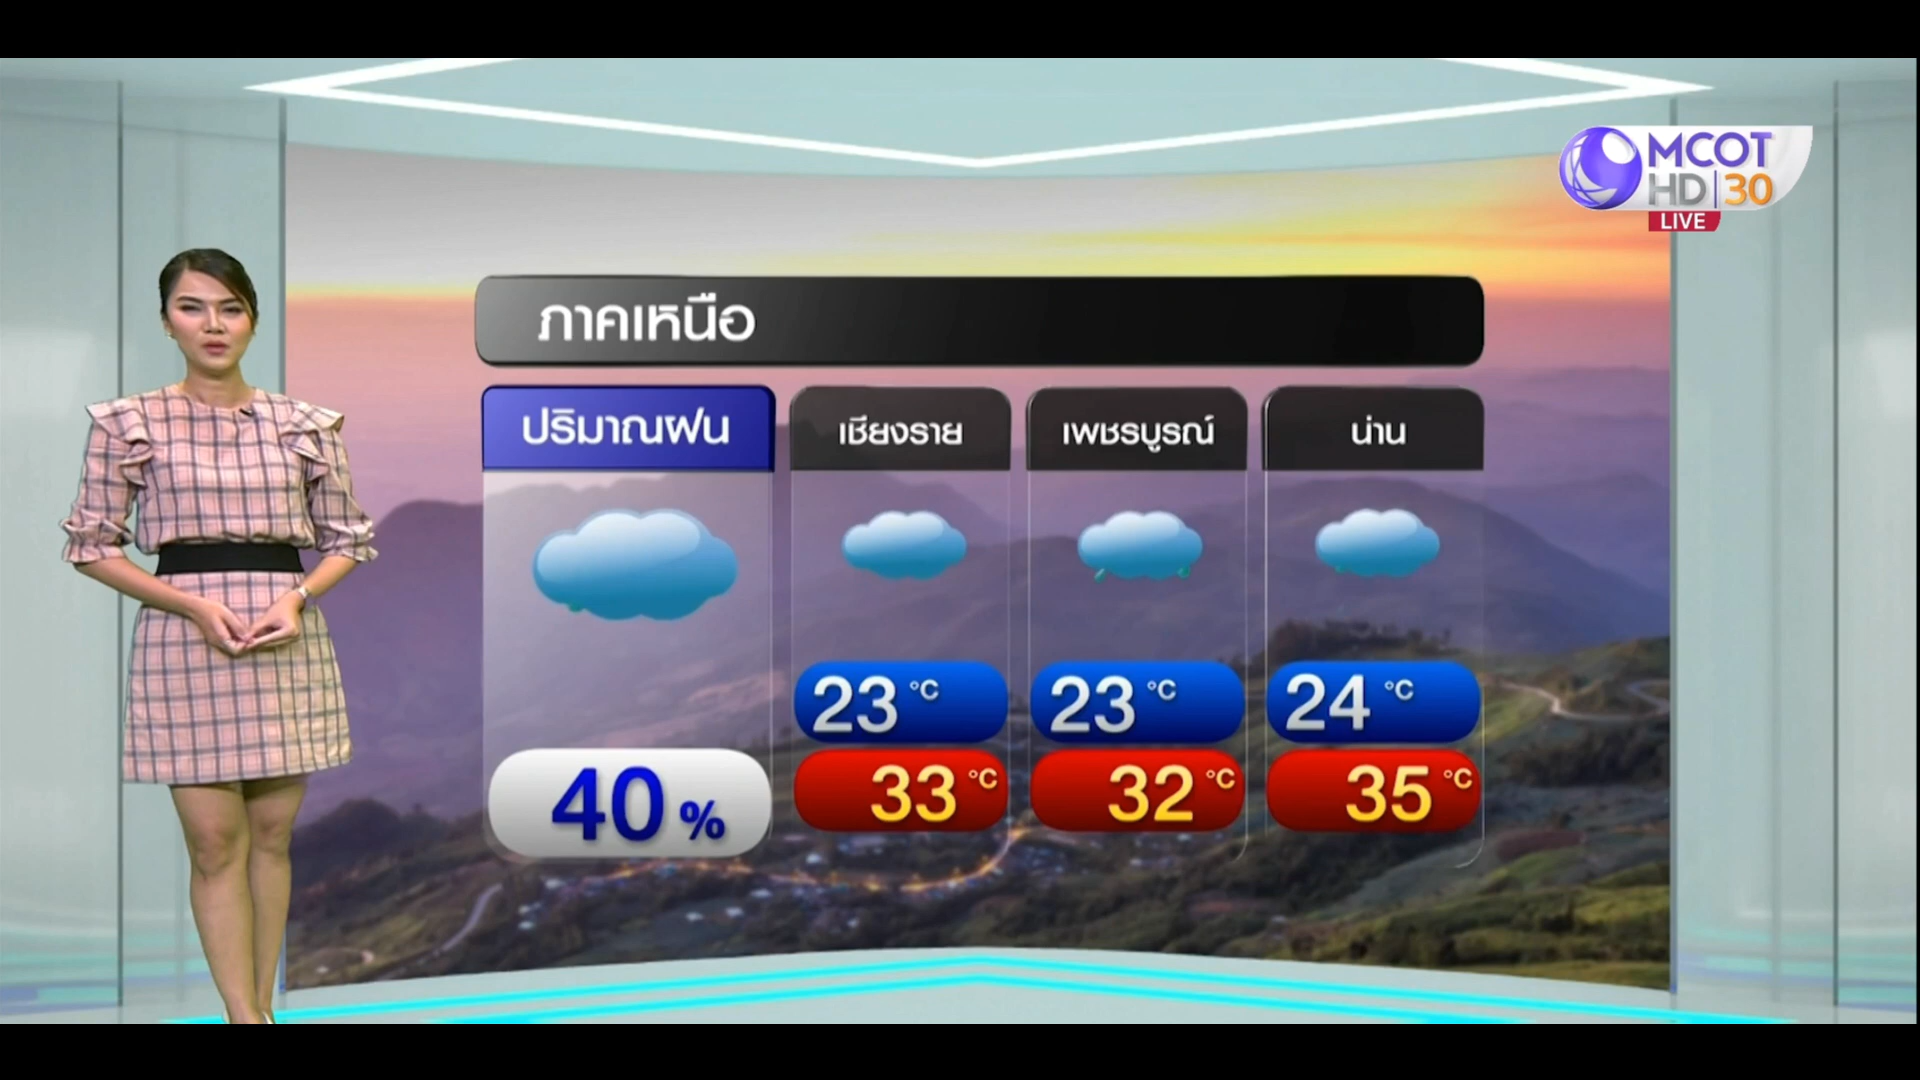 MCOT
HD 30
LIVE
ภาคเหนือ
ปริมาณฝน
เชียงราย
เพชรบูรณ์
น่าน
23 °C
23 °C
24 °C
40 %
33 °C
32 °C
35 °C